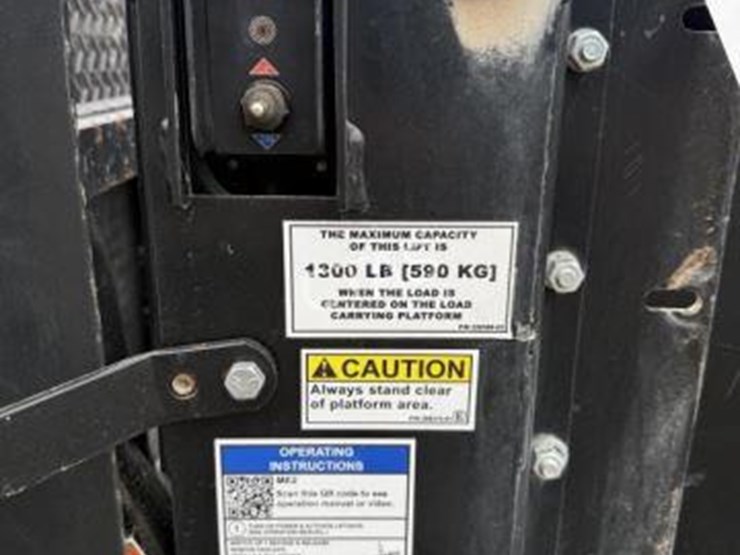 THE MAXIMUM CAPACITY
OF THIS LIFT IS
1300 LB [590 KG]
WHEN THE LOAD IS
CENTERED ON THE LOAD
CARRYING PLATFORM
CAUTION
Always stand clear
of platform area.
OPERATING
INSTRUCTIONS
Scan this QR code to see
operation manual or video.